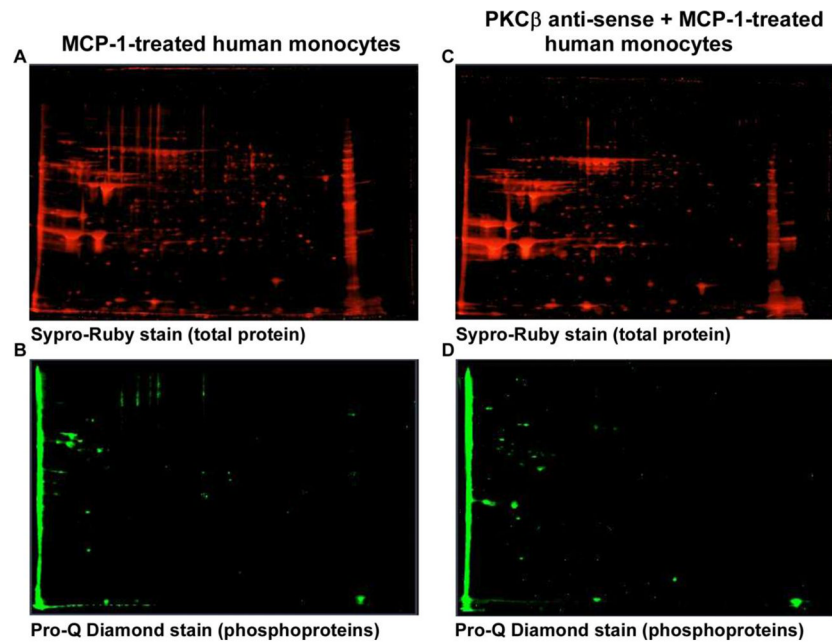 MCP-1-treated human monocytes
PKCβ anti-sense + MCP-1-treated
human monocytes
A
C
Sypro-Ruby stain (total protein)
Sypro-Ruby stain (total protein)
B
D
Pro-Q Diamond stain (phosphoproteins)
Pro-Q Diamond stain (phosphoproteins)